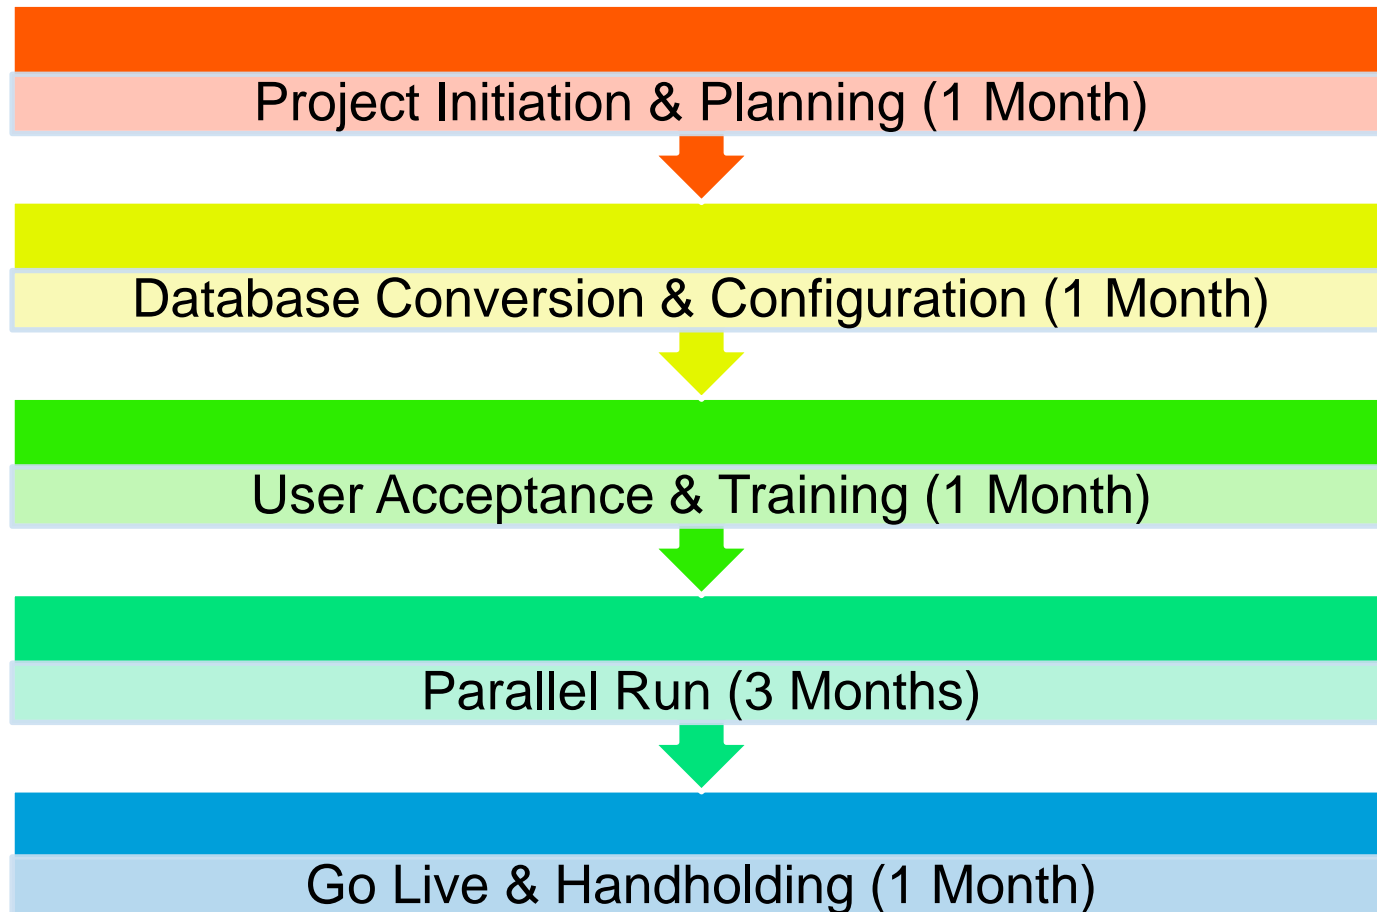 Project Initiation & Planning (1 Month)
Database Conversion & Configuration (1 Month)
User Acceptance & Training (1 Month)
Parallel Run (3 Months)
Go Live & Handholding (1 Month)